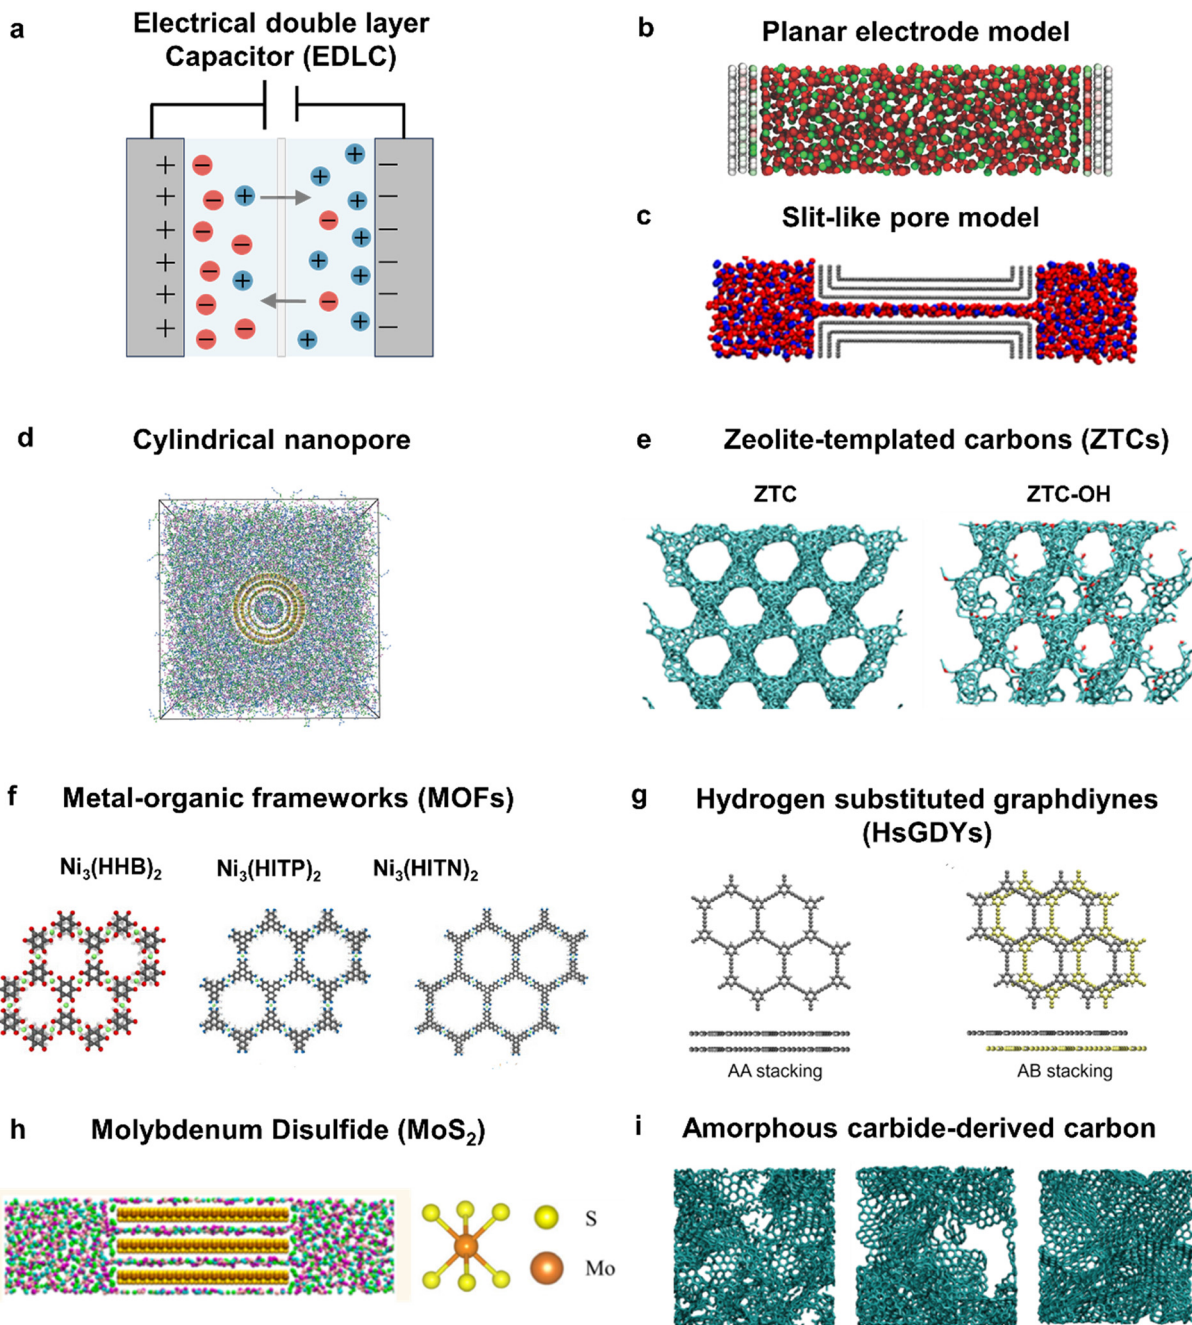 a
Electrical double layer
Capacitor (EDLC)
+ − + −
b
Planar electrode model
c
Slit-like pore model
d
Cylindrical nanopore
e
Zeolite-templated carbons (ZTCs)
ZTC
ZTC-OH
f
Metal-organic frameworks (MOFs)
Ni₃(HHB)₂
Ni₃(HITP)₂
Ni₃(HITN)₂
g
Hydrogen substituted graphdiynes
(HsGDYs)
AA stacking
AB stacking
h
Molybdenum Disulfide (MoS₂)
S
Mo
i
Amorphous carbide-derived carbon